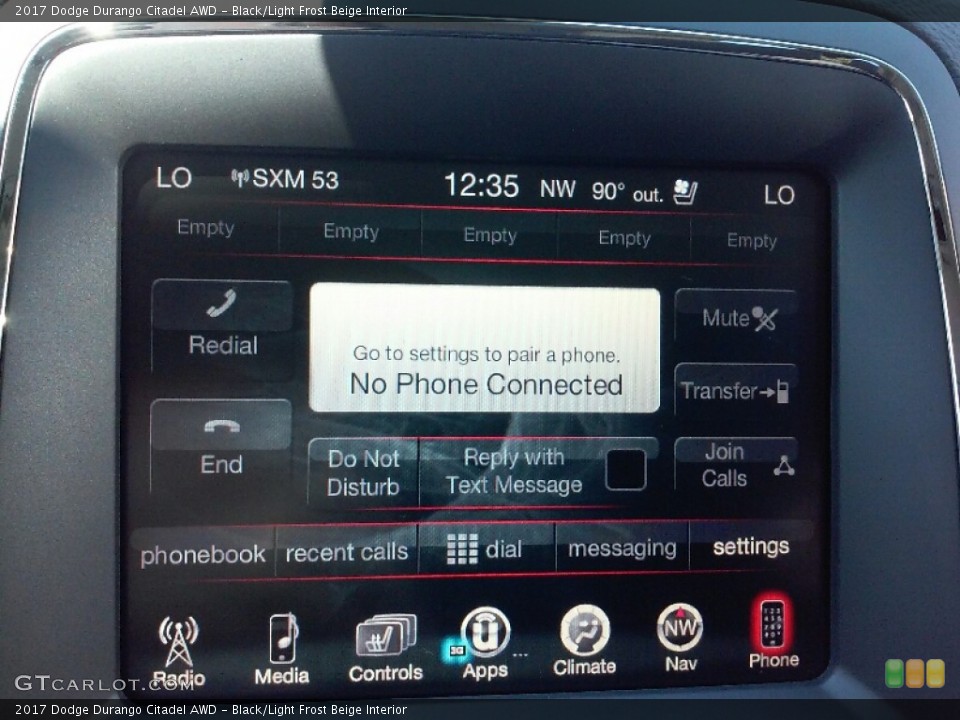 2017 Dodge Durango Citadel AWD - Black/Light Frost Beige Interior
LO SXM 53 12:35 NW 90° out. LO
Empty Empty Empty Empty Empty
Redial
Go to settings to pair a phone.
No Phone Connected
Mute
Transfer
End
Do Not
Disturb
Reply with
Text Message
Join
Calls
phonebook recent calls dial messaging settings
NW
3G
Radio Media Controls Apps ... Climate Nav Phone
GTCARLOT.COM
2017 Dodge Durango Citadel AWD - Black/Light Frost Beige Interior